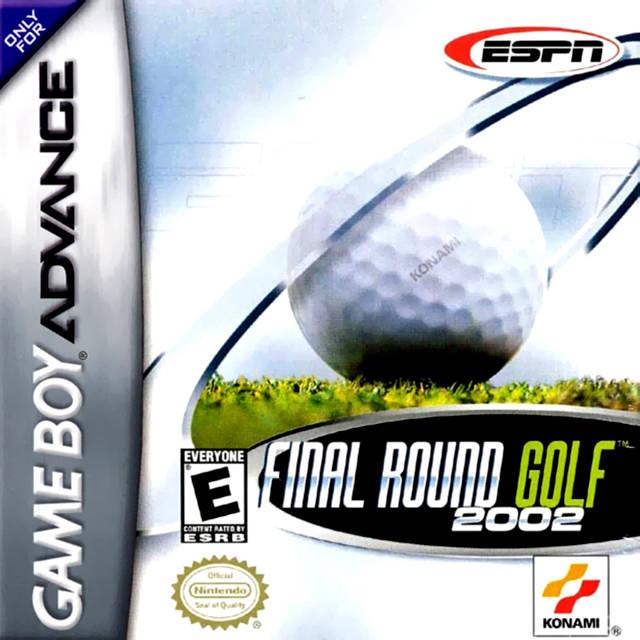 ONLY
FOR
GAME BOY ADVANCE
®
ESPN
KONAMI
FINAL ROUND GOLF™
2002
EVERYONE
E
CONTENT RATED BY
ESRB
Official
Nintendo
Seal of Quality
®
KONAMI
®